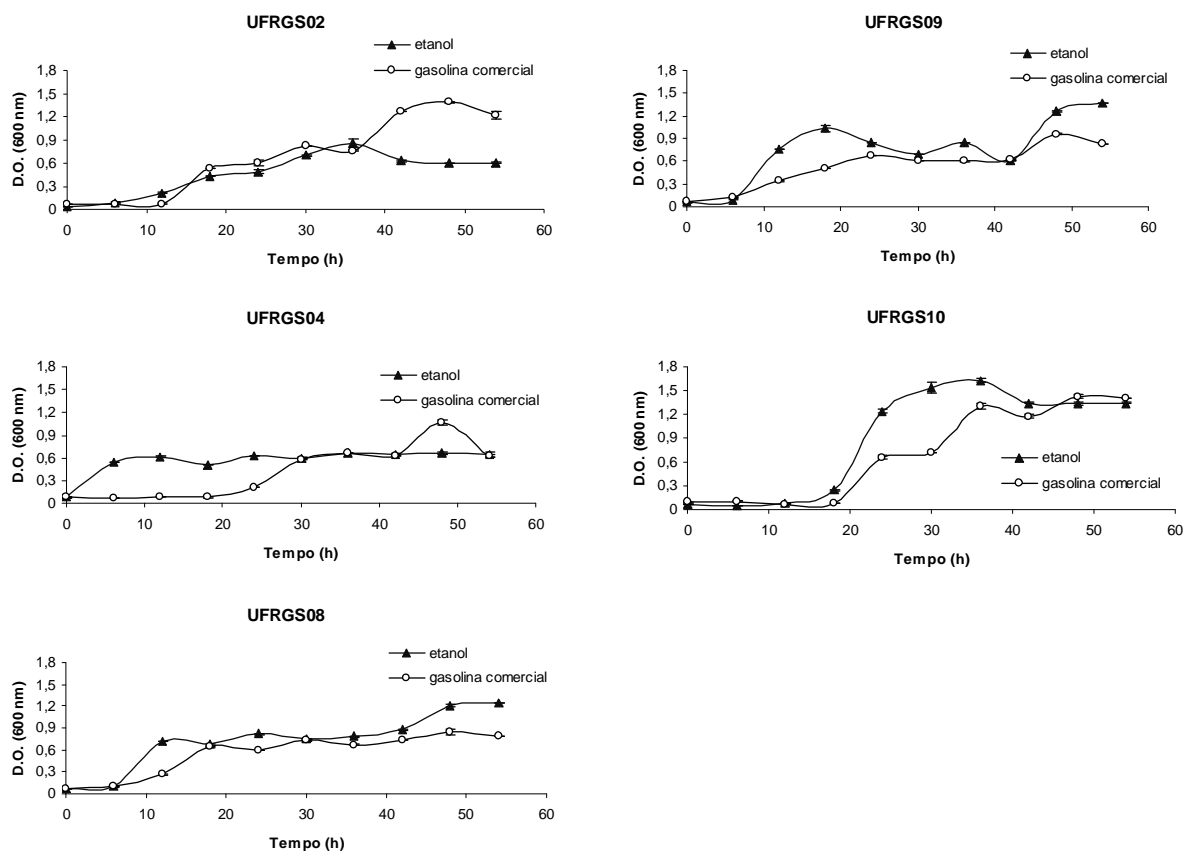 UFRGS02
etanol
gasolina comercial
D.O. (600 nm)
1,8
1,5
1,2
0,9
0,6
0,3
0
0 10 20 30 40 50 60
Tempo (h)
UFRGS09
etanol
gasolina comercial
D.O. (600 nm)
1,8
1,5
1,2
0,9
0,6
0,3
0
0 10 20 30 40 50 60
Tempo (h)
UFRGS04
etanol
gasolina comercial
D.O. (600 nm)
1,8
1,5
1,2
0,9
0,6
0,3
0
0 10 20 30 40 50 60
Tempo (h)
UFRGS10
etanol
gasolina comercial
D.O. (600 nm)
1,8
1,5
1,2
0,9
0,6
0,3
0
0 10 20 30 40 50 60
Tempo (h)
UFRGS08
etanol
gasolina comercial
D.O. (600 nm)
1,8
1,5
1,2
0,9
0,6
0,3
0
0 10 20 30 40 50 60
Tempo (h)